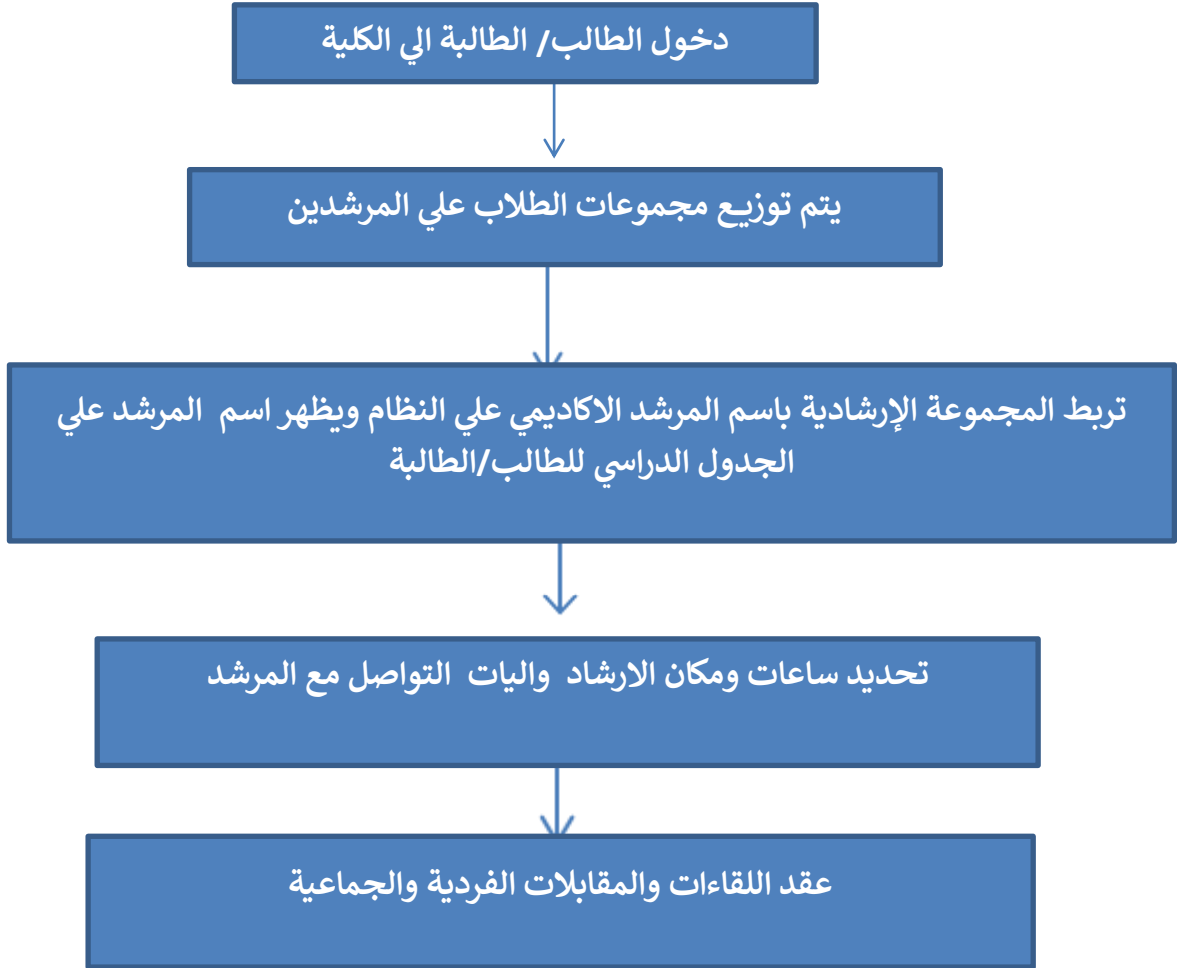 دخول الطالب/ الطالبة الي الكلية
يتم توزيع مجموعات الطلاب علي المرشدين
تربط المجموعة الإرشادية باسم المرشد الاكاديمي علي النظام ويظهر اسم المرشد علي
الجدول الدراسي للطالب/الطالبة
تحديد ساعات ومكان الارشاد واليات التواصل مع المرشد
عقد اللقاءات والمقابلات الفردية والجماعية